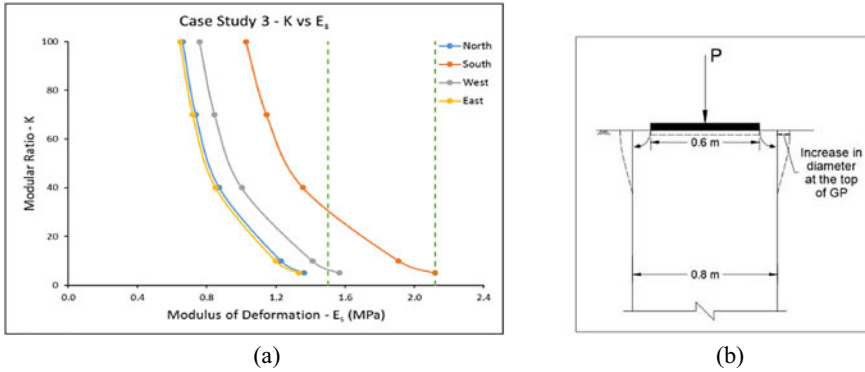 Case Study 3 - K vs Es
Modular Ratio - K
100
80
60
40
20
0
0.0 0.4 0.8 1.2 1.6 2.0 2.4
Modulus of Deformation - Es (MPa)
North
South
West
East
(a)
P
0.6 m
Increase in
diameter
at the top
of GP
0.8 m
(b)